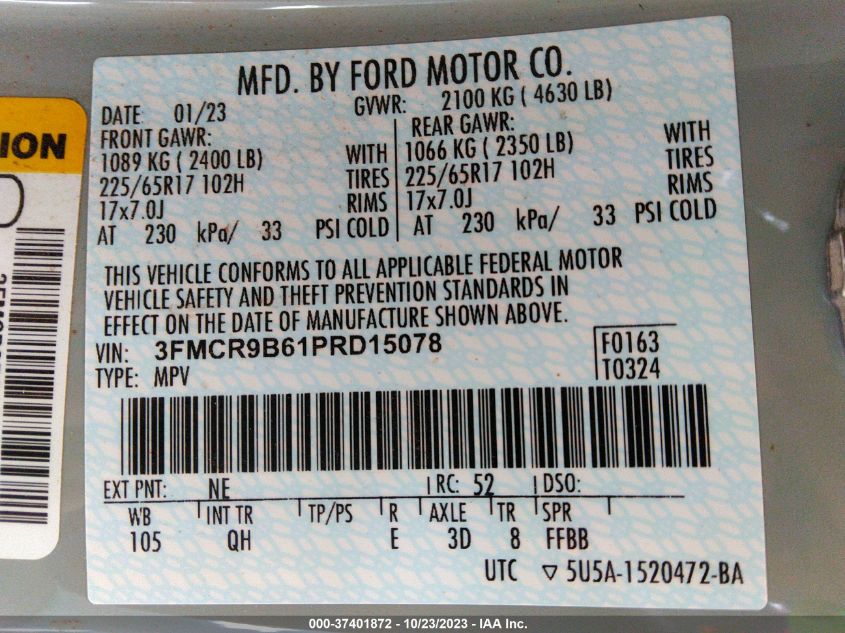 MFD. BY FORD MOTOR CO.
DATE 01/23 GVWR: 2100 KG ( 4630 LB)
FRONT GAWR: REAR GAWR:
1089 KG ( 2400 LB) WITH 1066 KG ( 2350 LB) WITH
225/65R17 102H TIRES 225/65R17 102H TIRES
17x7.0J RIMS 17x7.0J RIMS
AT 230 kPa/ 33 PSI COLD AT 230 kPa/ 33 PSI COLD
THIS VEHICLE CONFORMS TO ALL APPLICABLE FEDERAL MOTOR
VEHICLE SAFETY AND THEFT PREVENTION STANDARDS IN
EFFECT ON THE DATE OF MANUFACTURE SHOWN ABOVE.
VIN: 3FMCR9B61PRD15078 F0163
TYPE: MPV T0324
EXT PNT: NE RC: 52 DSO:
WB INT TR TP/PS R AXLE TR SPR
105 QH E 3D 8 FFBB
UTC ▽ 5U5A-1520472-BA
ION
000-37401872 - 10/23/2023 - IAA Inc.